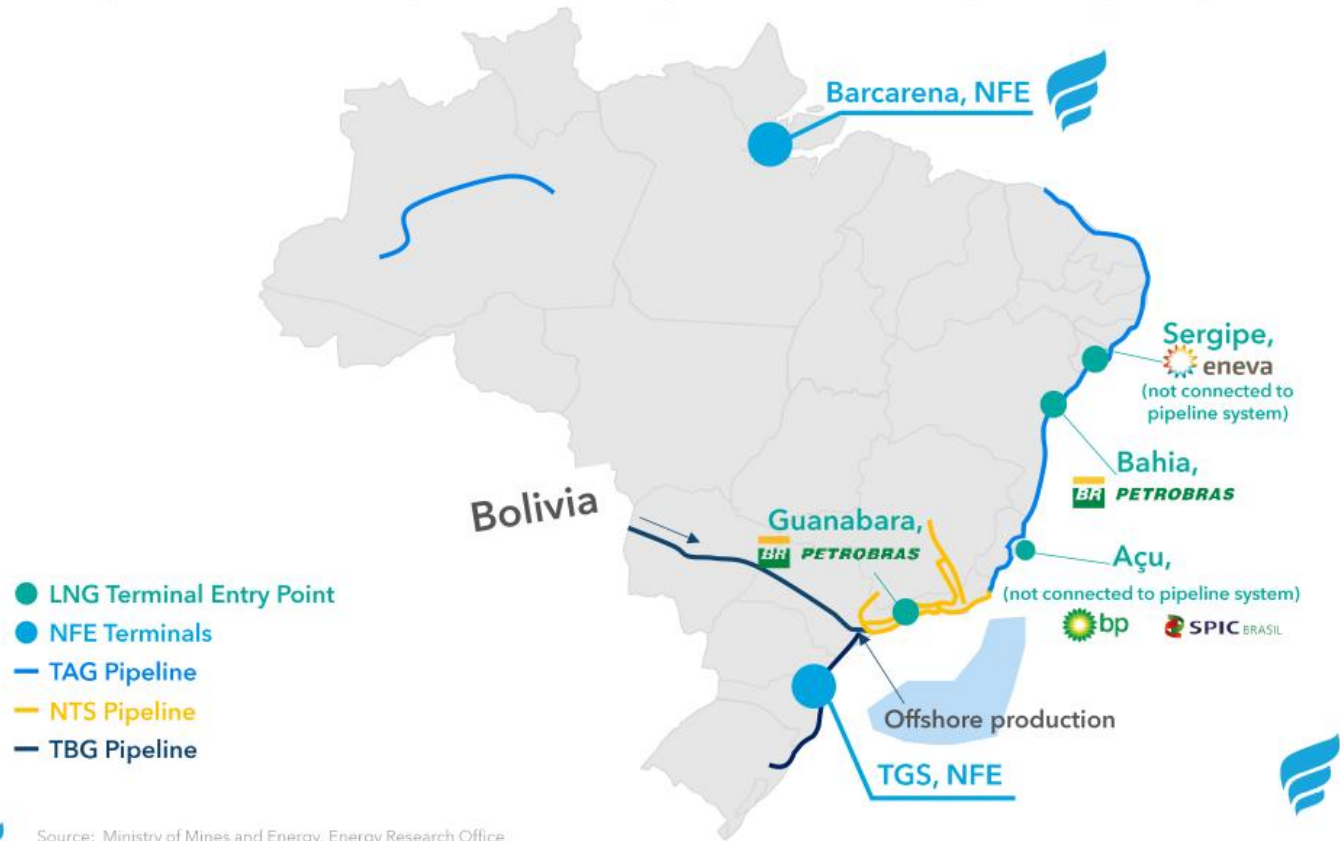 Barcarena, NFE
Sergipe,
eneva
(not connected to
pipeline system)
Bahia,
BR PETROBRAS
Bolivia
Guanabara,
BR PETROBRAS
Açu,
(not connected to pipeline system)
bp
SPIC BRASIL
LNG Terminal Entry Point
NFE Terminals
TAG Pipeline
NTS Pipeline
TBG Pipeline
Offshore production
TGS, NFE
Source: Ministry of Mines and Energy, Energy Research Office